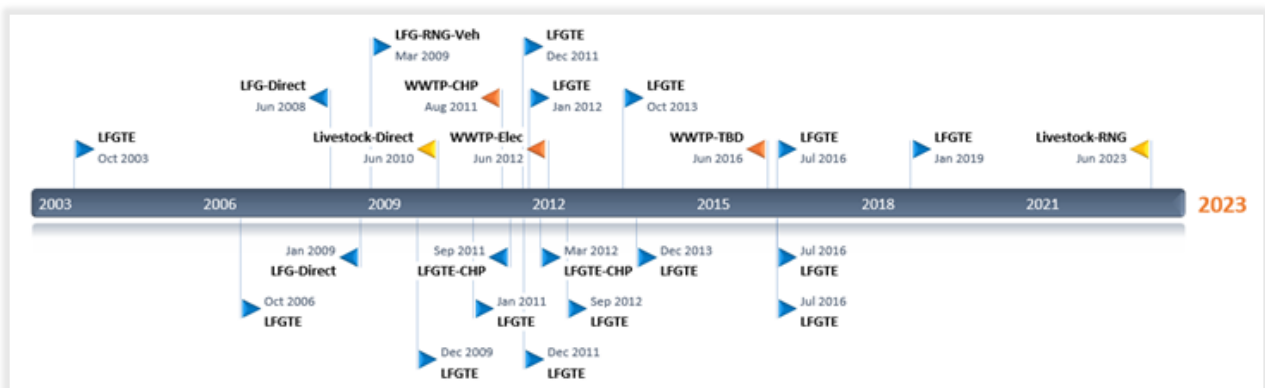 LFG-RNG-Veh
Mar 2009
LFGTE
Dec 2011
LFG-Direct
Jun 2008
WWTP-CHP
Aug 2011
LFGTE
Jan 2012
LFGTE
Oct 2013
LFGTE
Oct 2003
Livestock-Direct
Jun 2010
WWTP-Elec
Jun 2012
WWTP-TBD
Jun 2016
LFGTE
Jul 2016
LFGTE
Jan 2019
Livestock-RNG
Jun 2023
2003 2006 2009 2012 2015 2018 2021 2023
Jan 2009
LFG-Direct
Sep 2011
LFGTE-CHP
Mar 2012
LFGTE-CHP
Dec 2013
LFGTE
Jul 2016
LFGTE
Oct 2006
LFGTE
Jan 2011
LFGTE
Sep 2012
LFGTE
Jul 2016
LFGTE
Dec 2009
LFGTE
Dec 2011
LFGTE